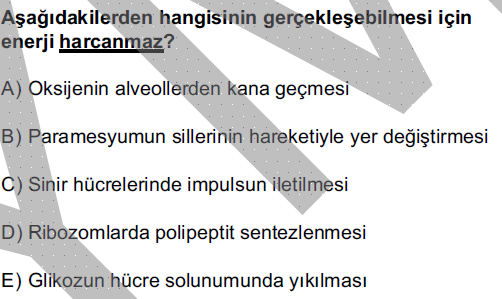 Aşağıdakilerden hangisinin gerçekleşebilmesi için
enerji harcanmaz?
A) Oksijenin alveollerden kana geçmesi
B) Paramesyumun sillerinin hareketiyle yer değiştirmesi
C) Sinir hücrelerinde impulsun iletilmesi
D) Ribozomlarda polipeptit sentezlenmesi
E) Glikozun hücre solunumunda yıkılması